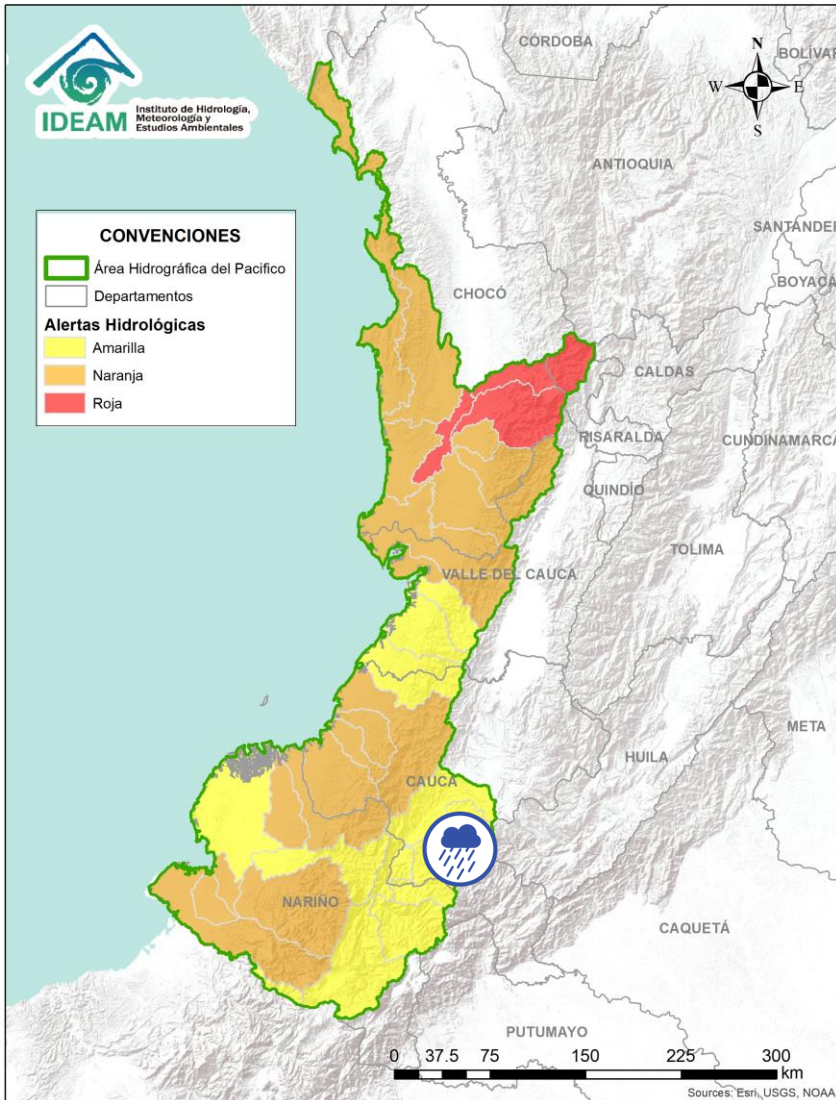 IDEAM
Instituto de Hidrología,
Meteorología y
Estudios Ambientales
CÓRDOBA
BOLÍVAR
N
W
E
S
ANTIOQUIA
SANTANDER
BOYACÁ
CONVENCIONES
Área Hidrográfica del Pacifico
Departamentos
Alertas Hidrológicas
Amarilla
Naranja
Roja
CHOCÓ
CALDAS
RISARALDA
CUNDINAMARCA
QUINDÍO
TOLIMA
VALLE DEL CAUCA
META
HUILA
CAUCA
NARIÑO
CAQUETÁ
PUTUMAYO
0 37.5 75 150 225 300
km
Sources: Esri, USGS, NOAA